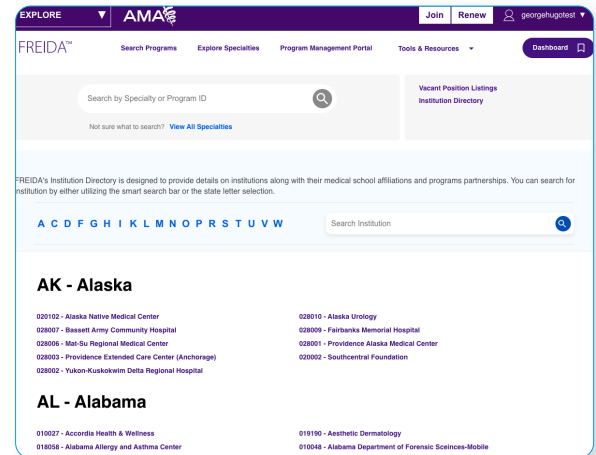 EXPLORE ▼ AMA Join Renew georgehugotest ▼
FREIDA™ Search Programs Explore Specialties Program Management Portal Tools & Resources Dashboard
Search by Specialty or Program ID
Not sure what to search? View All Specialties
Vacant Position Listings
Institution Directory
FREIDA's Institution Directory is designed to provide details on institutions along with their medical school affiliations and programs partnerships. You can search for
nstitution by either utilizing the smart search bar or the state letter selection.
A C D F G H I K L M N O P R S T U V W
Search Institution
AK - Alaska
020102 - Alaska Native Medical Center
028010 - Alaska Urology
028007 - Bassett Army Community Hospital
028009 - Fairbanks Memorial Hospital
028006 - Mat-Su Regional Medical Center
028001 - Providence Alaska Medical Center
028003 - Providence Extended Care Center (Anchorage)
020002 - Southcentral Foundation
028002 - Yukon-Kuskokwim Delta Regional Hospital
AL - Alabama
010027 - Accordia Health & Wellness
019190 - Aesthetic Dermatology
018058 - Alabama Allergy and Asthma Center
010048 - Alabama Department of Forensic Sceinces-Mobile